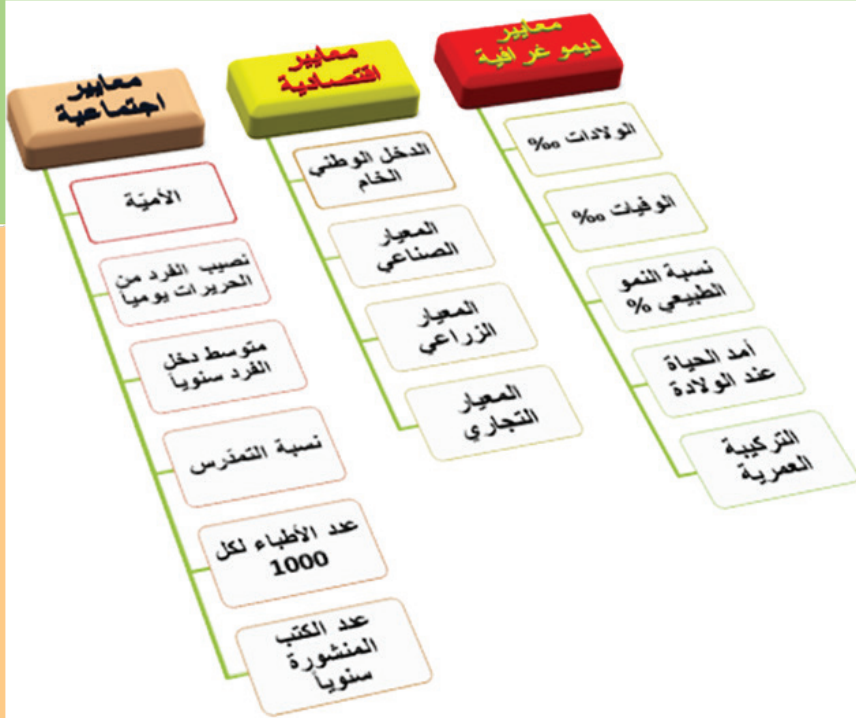 معايير
ديمو غرافية
الولادات ‰
الوفيات ‰
نسبة النمو
الطبيعي %
أمد الحياة
عند الولادة
التركيبة
العمرية
معايير
اقتصادية
الدخل الوطني
الخام
المعيار
الصناعي
المعيار
الزراعي
المعيار
التجاري
معايير
اجتماعية
الأميّة
نصيب الفرد من
الحريرات يومياً
متوسط دخل
الفرد سنوياً
نسبة التمدّرس
عدد الأطباء لكل
1000
عدد الكتب
المنشورة
سنوياً